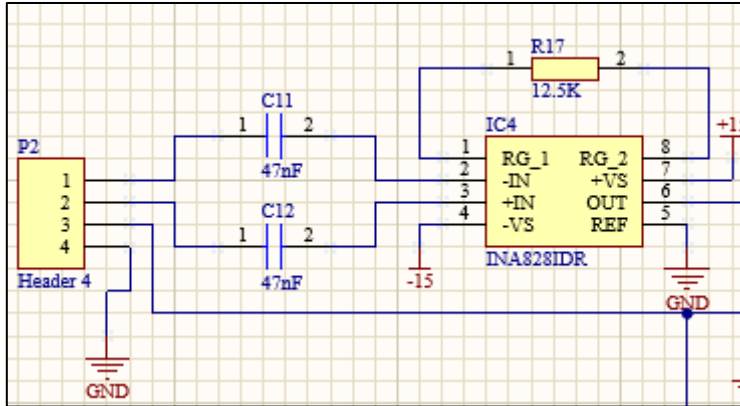 R17
1 2
12.5K
C11
1 2
47nF
IC4
1 RG_1 RG_2 8
2 -IN +VS 7
3 +IN OUT 6
4 -VS REF 5
INA828IDR
P2
1
2
3
4
Header 4
C12
1 2
47nF
-15
GND
GND